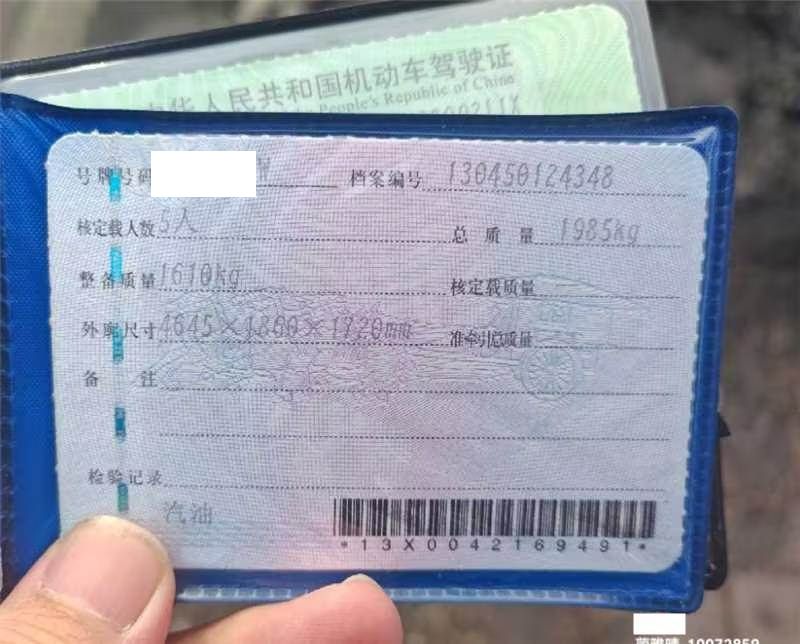 中华人民共和国机动车驾驶证
People's Republic of China
号牌号码 档案编号 130450124348
核定载人数 5人 总质量 1985kg
整备质量 1610kg 核定载质量
外廓尺寸 4645×1800×1720mm 准牵引总质量
备注
检验记录
汽油
*13X0042169491*